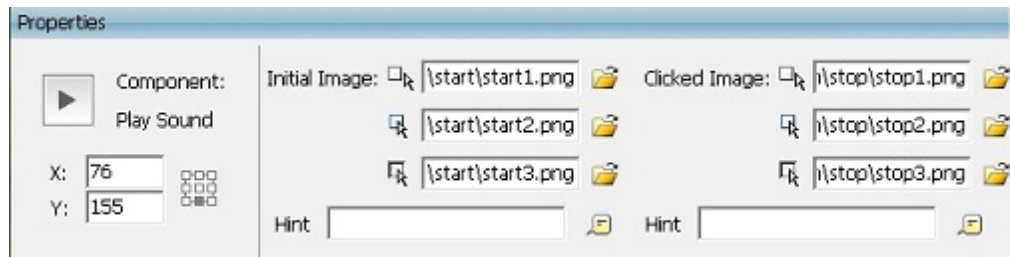 Properties
Component:
Play Sound
X: 76
Y: 155
Initial Image: \start\start1.png
\start\start2.png
\start\start3.png
Hint
Clicked Image: \stop\stop1.png
\stop\stop2.png
\stop\stop3.png
Hint